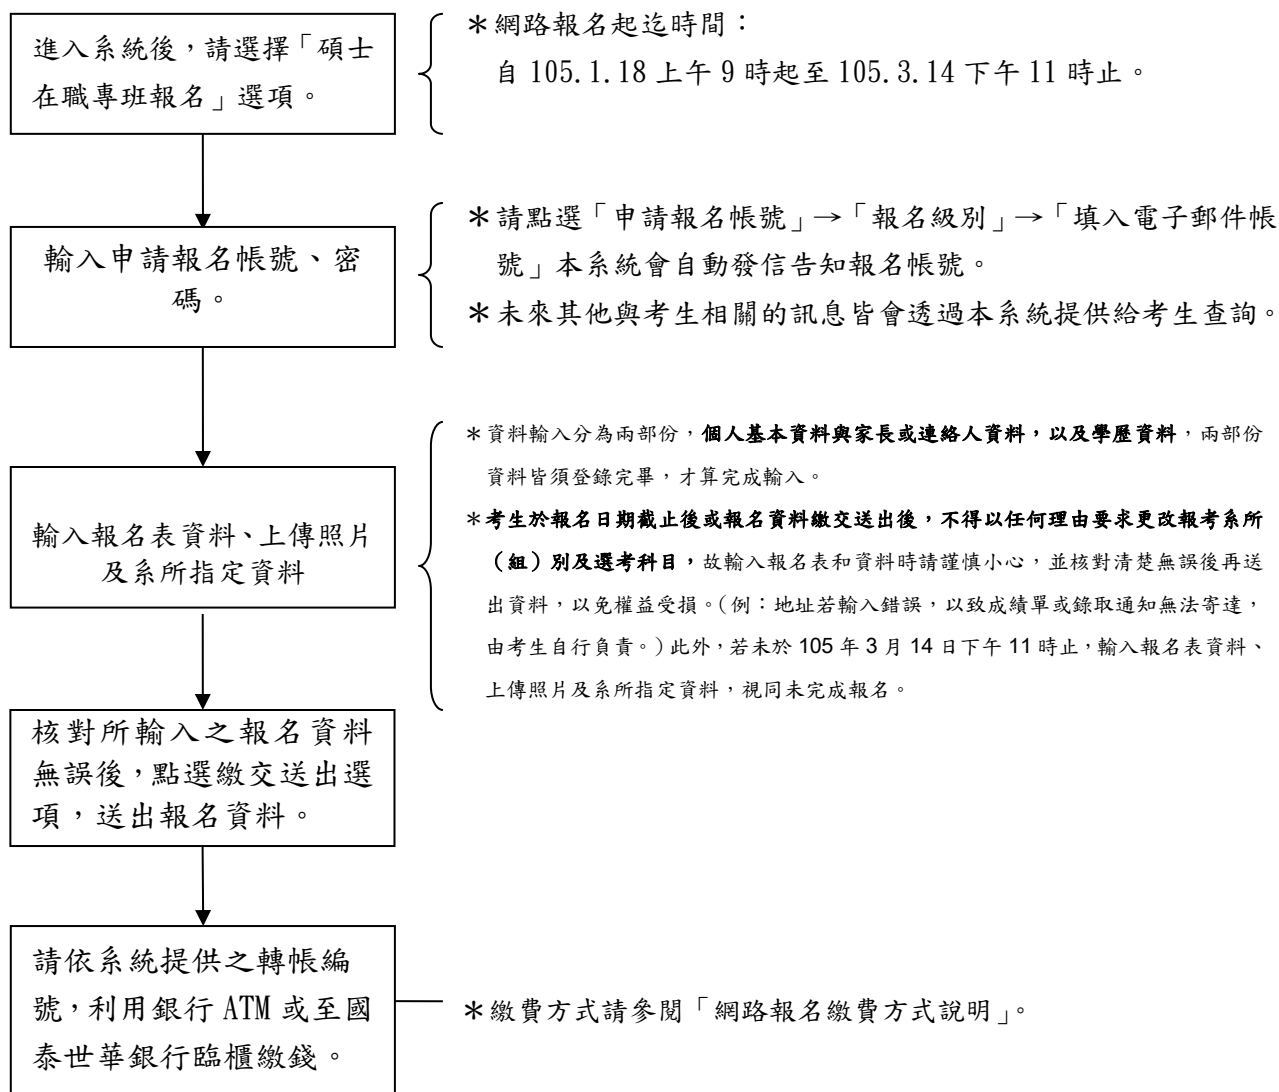 進入系統後，請選擇「碩士
在職專班報名」選項。
＊網路報名起迄時間：
自 105.1.18 上午 9 時起至 105.3.14 下午 11 時止。
輸入申請報名帳號、密
碼。
＊請點選「申請報名帳號」→「報名級別」→「填入電子郵件帳
號」本系統會自動發信告知報名帳號。
＊未來其他與考生相關的訊息皆會透過本系統提供給考生查詢。
輸入報名表資料、上傳照片
及系所指定資料
＊資料輸入分為兩部份，個人基本資料與家長或連絡人資料，以及學歷資料，兩部份
資料皆須登錄完畢，才算完成輸入。
＊考生於報名日期截止後或報名資料繳交送出後，不得以任何理由要求更改報考系所
（組）別及選考科目，故輸入報名表和資料時請謹慎小心，並核對清楚無誤後再送
出資料，以免權益受損。（例：地址若輸入錯誤，以致成績單或錄取通知無法寄達，
由考生自行負責。）此外，若未於 105 年 3 月 14 日下午 11 時止，輸入報名表資料、
上傳照片及系所指定資料，視同未完成報名。
核對所輸入之報名資料
無誤後，點選繳交送出選
項，送出報名資料。
請依系統提供之轉帳編
號，利用銀行 ATM 或至國
泰世華銀行臨櫃繳錢。
＊繳費方式請參閱「網路報名繳費方式說明」。